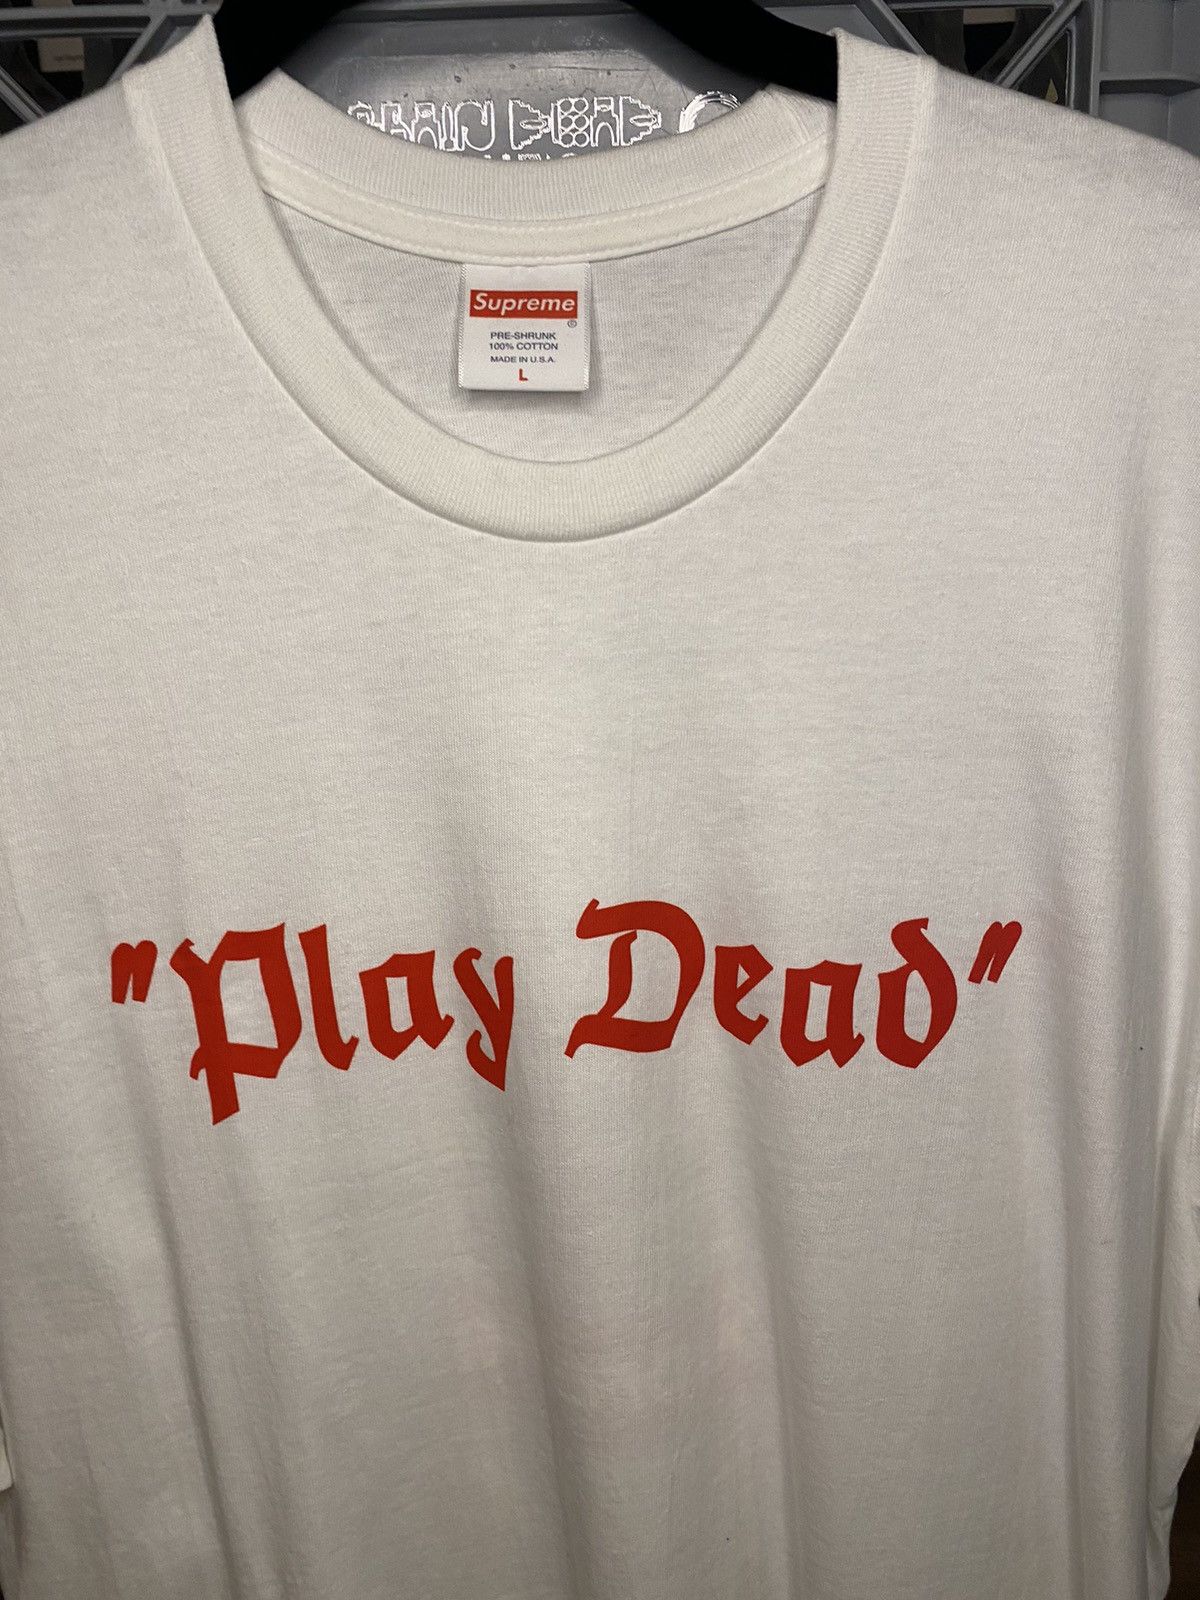 Supreme
©
PRE-SHRUNK
100% COTTON
MADE IN U.S.A.
L
"Play Dead"